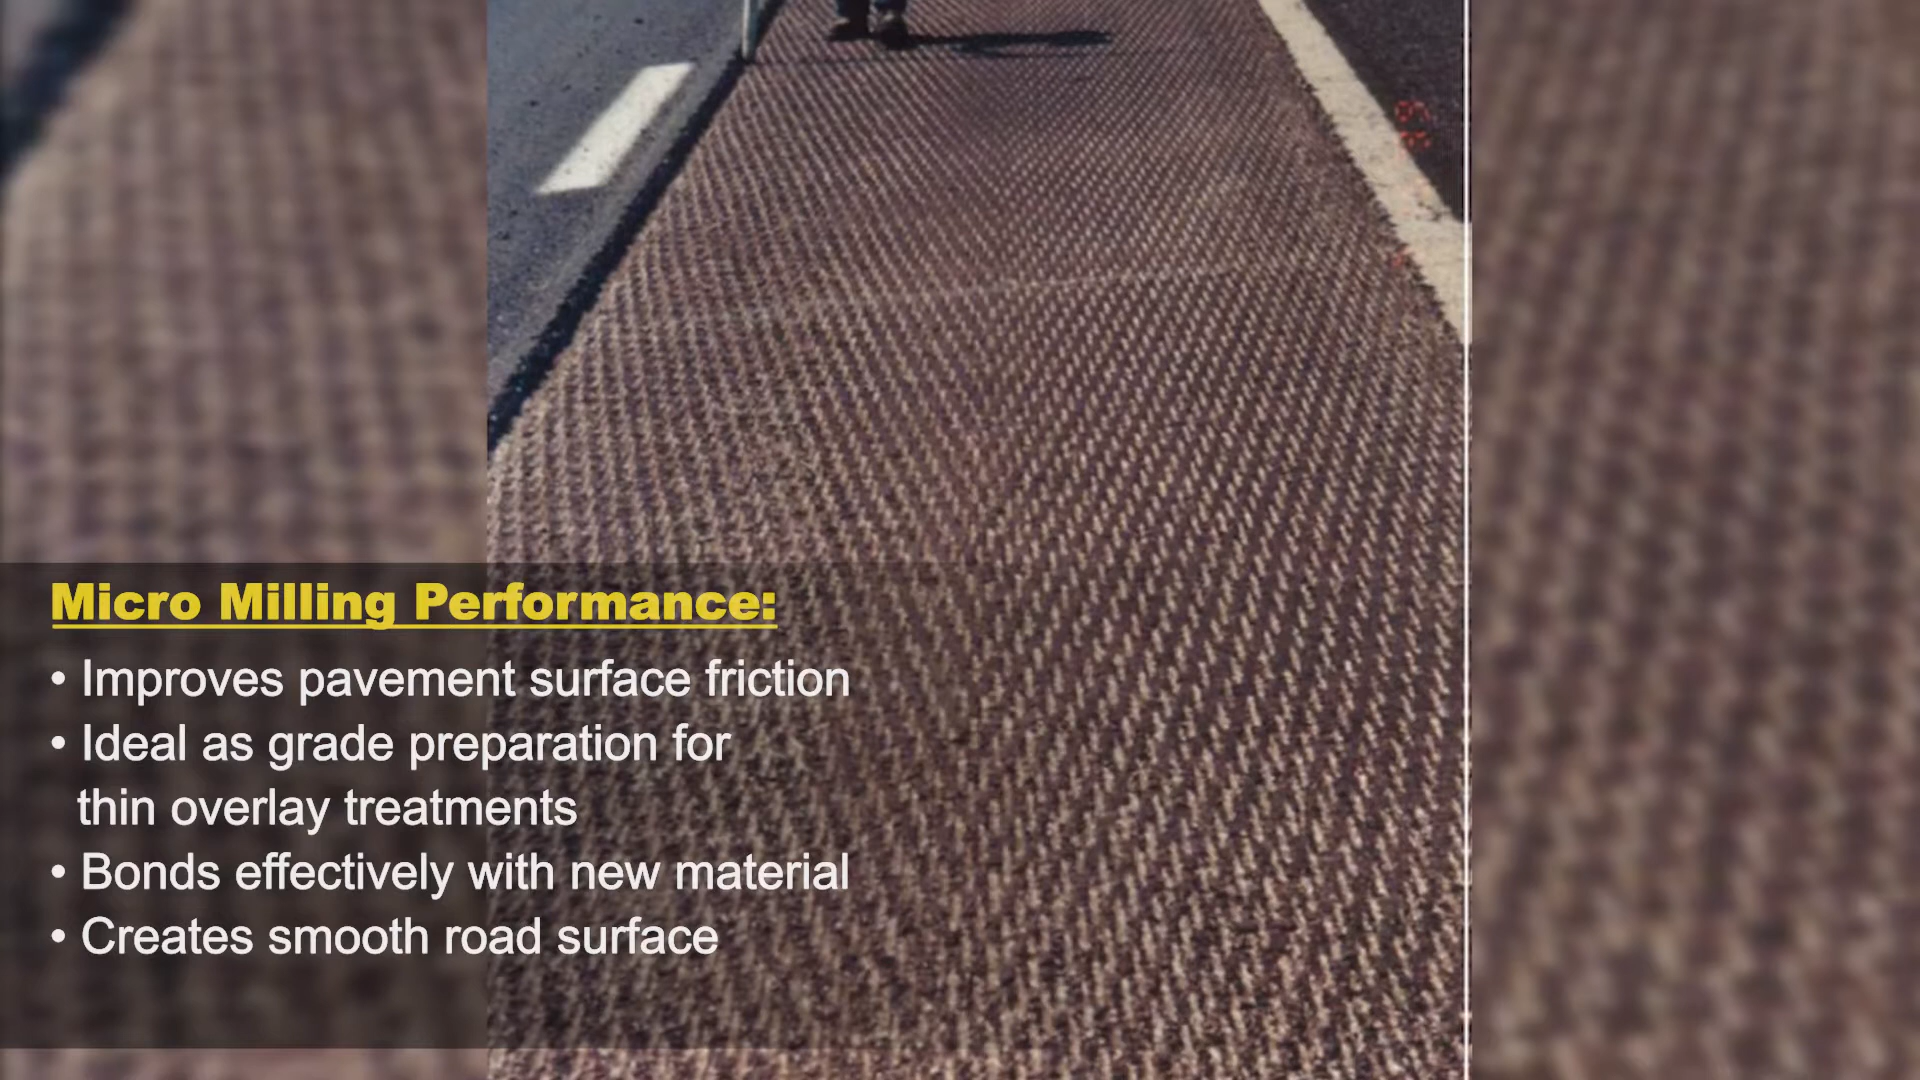 Micro Milling Performance:
• Improves pavement surface friction
• Ideal as grade preparation for
thin overlay treatments
• Bonds effectively with new material
• Creates smooth road surface